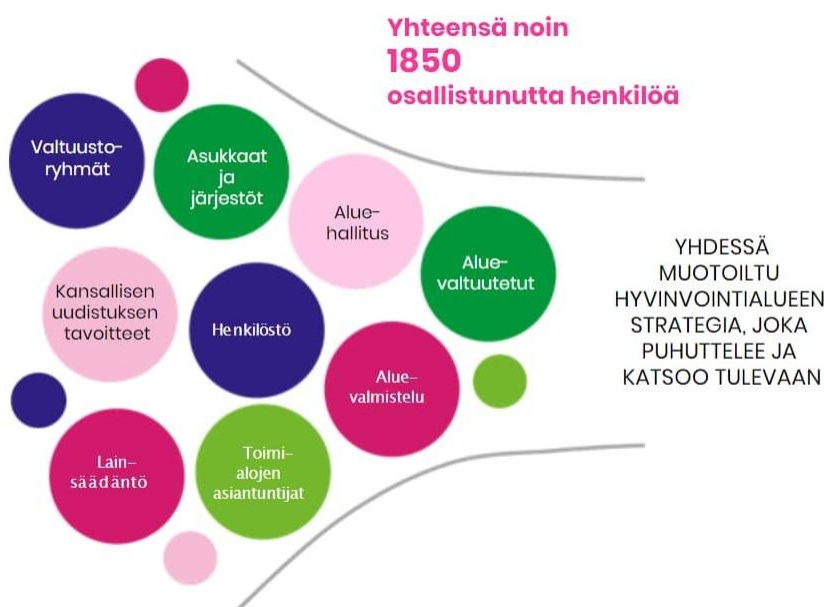 Yhteensä noin
1850
osallistunutta henkilöä
Valtuusto-
ryhmät
Asukkaat
ja
järjestöt
Alue-
hallitus
Alue-
valtuutetut
Kansallisen
uudistuksen
tavoitteet
Henkilöstö
Alue-
valmistelu
Lain-
säädäntö
Toimi-
alojen
asiantuntijat
YHDESSÄ
MUOTOILTU
HYVINVOINTIALUEEN
STRATEGIA, JOKA
PUHUTTELEE JA
KATSOO TULEVAAN